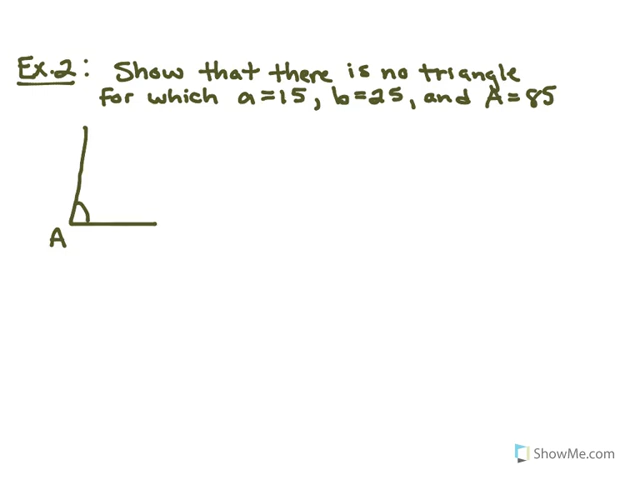 Ex.2: Show that there is no triangle
for which a=15, b=25, and A=85
A
ShowMe.com